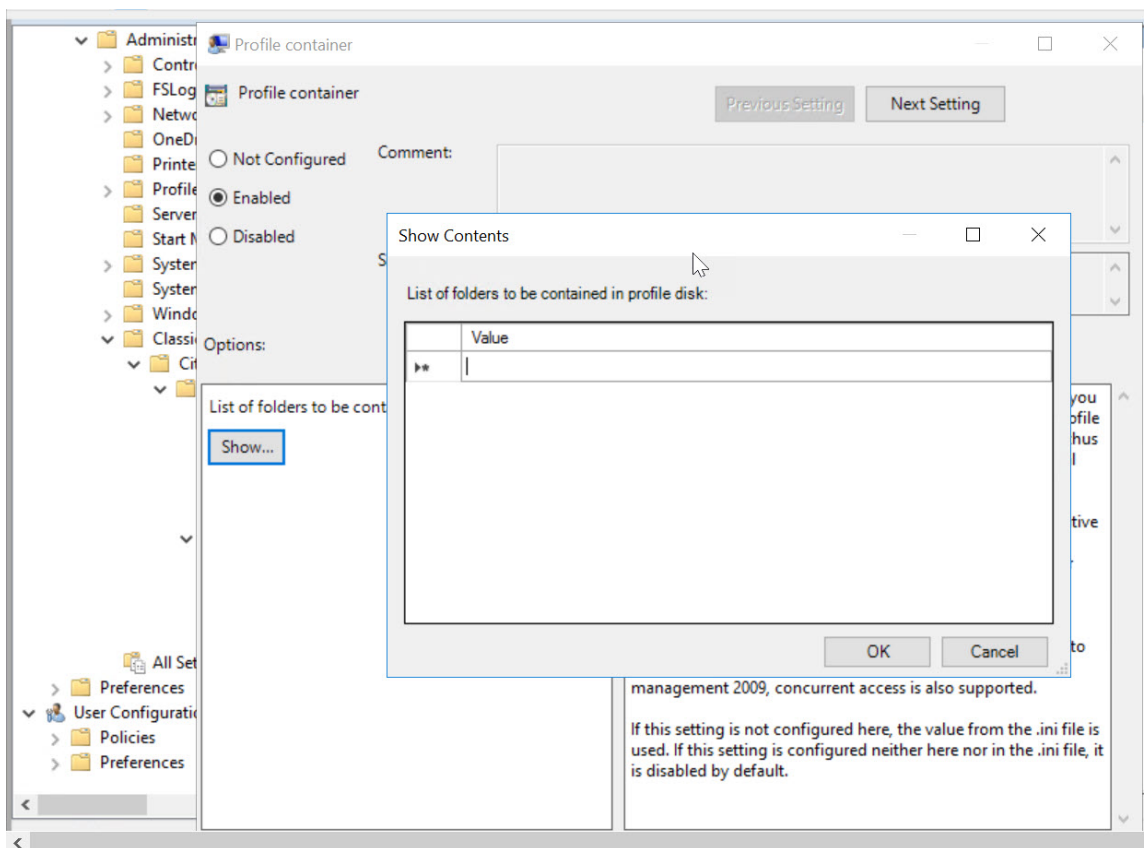 Administr
Profile container
Contr
FSLog
Profile container
Previous Setting
Next Setting
Netwo
OneDr
Not Configured
Comment:
Printe
Profile
Enabled
Server
Start M
Disabled
Show Contents
System
System
List of folders to be contained in profile disk:
Windo
Classic
Options:
Value
Cit
List of folders to be cont
you
ofile
Show...
thus
l
tive
OK
Cancel
to
All Set
Preferences
management 2009, concurrent access is also supported.
User Configuratio
If this setting is not configured here, the value from the .ini file is
Policies
used. If this setting is configured neither here nor in the .ini file, it
Preferences
is disabled by default.